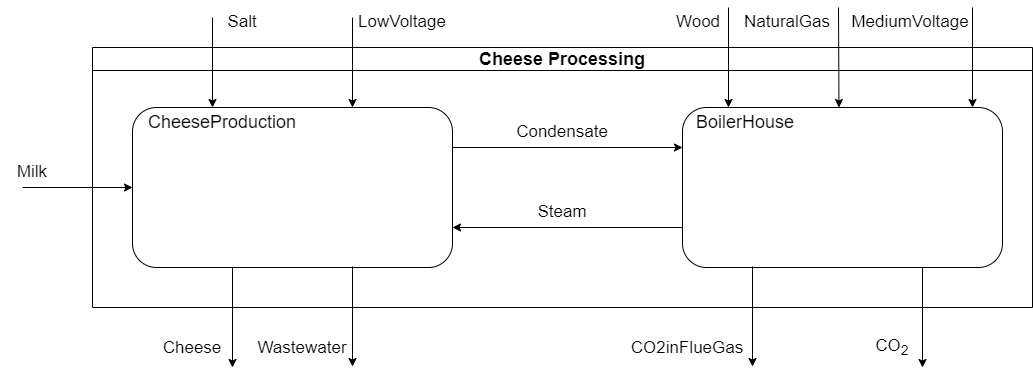 Salt
LowVoltage
Wood
NaturalGas
MediumVoltage
Cheese Processing
CheeseProduction
BoilerHouse
Condensate
Milk
Steam
Cheese
Wastewater
CO2inFlueGas
CO₂